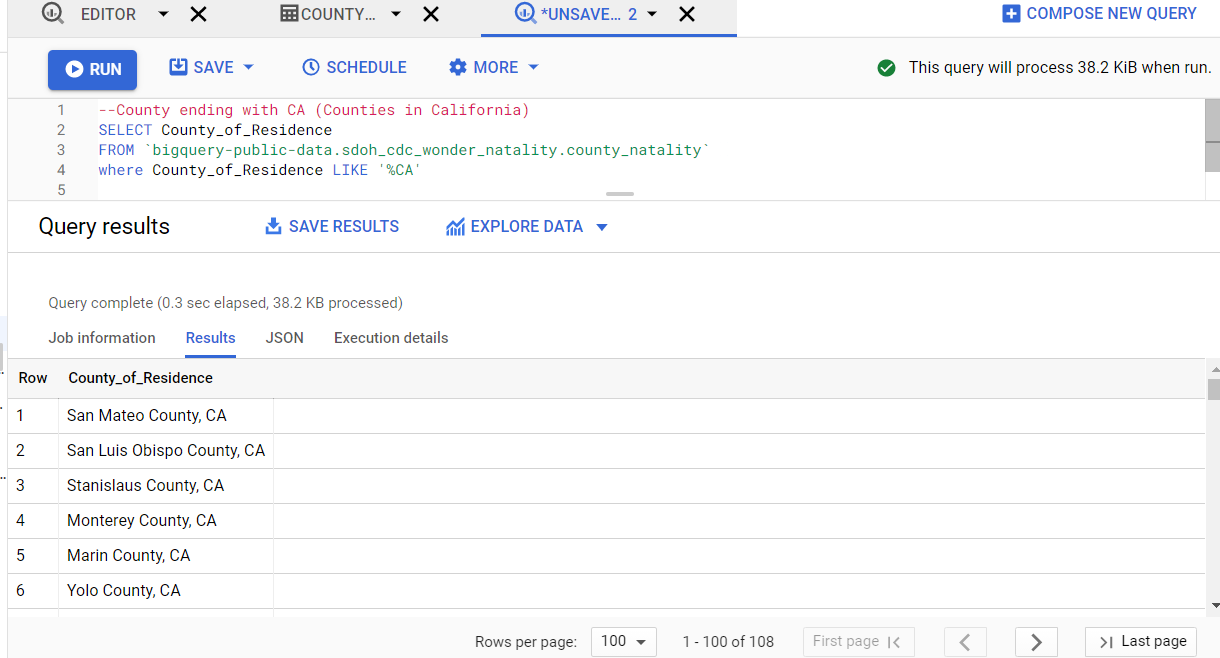 EDITOR COUNTY... *UNSAVE... 2 COMPOSE NEW QUERY
RUN SAVE SCHEDULE MORE This query will process 38.2 KiB when run.
1 --County ending with CA (Counties in California)
2 SELECT County_of_Residence
3 FROM `bigquery-public-data.sdoh_cdc_wonder_natality.county_natality`
4 where County_of_Residence LIKE '%CA'
5
Query results SAVE RESULTS EXPLORE DATA
Query complete (0.3 sec elapsed, 38.2 KB processed)
Job information Results JSON Execution details
Row County_of_Residence
1 San Mateo County, CA
2 San Luis Obispo County, CA
3 Stanislaus County, CA
4 Monterey County, CA
5 Marin County, CA
6 Yolo County, CA
Rows per page: 100 1 - 100 of 108 First page Last page